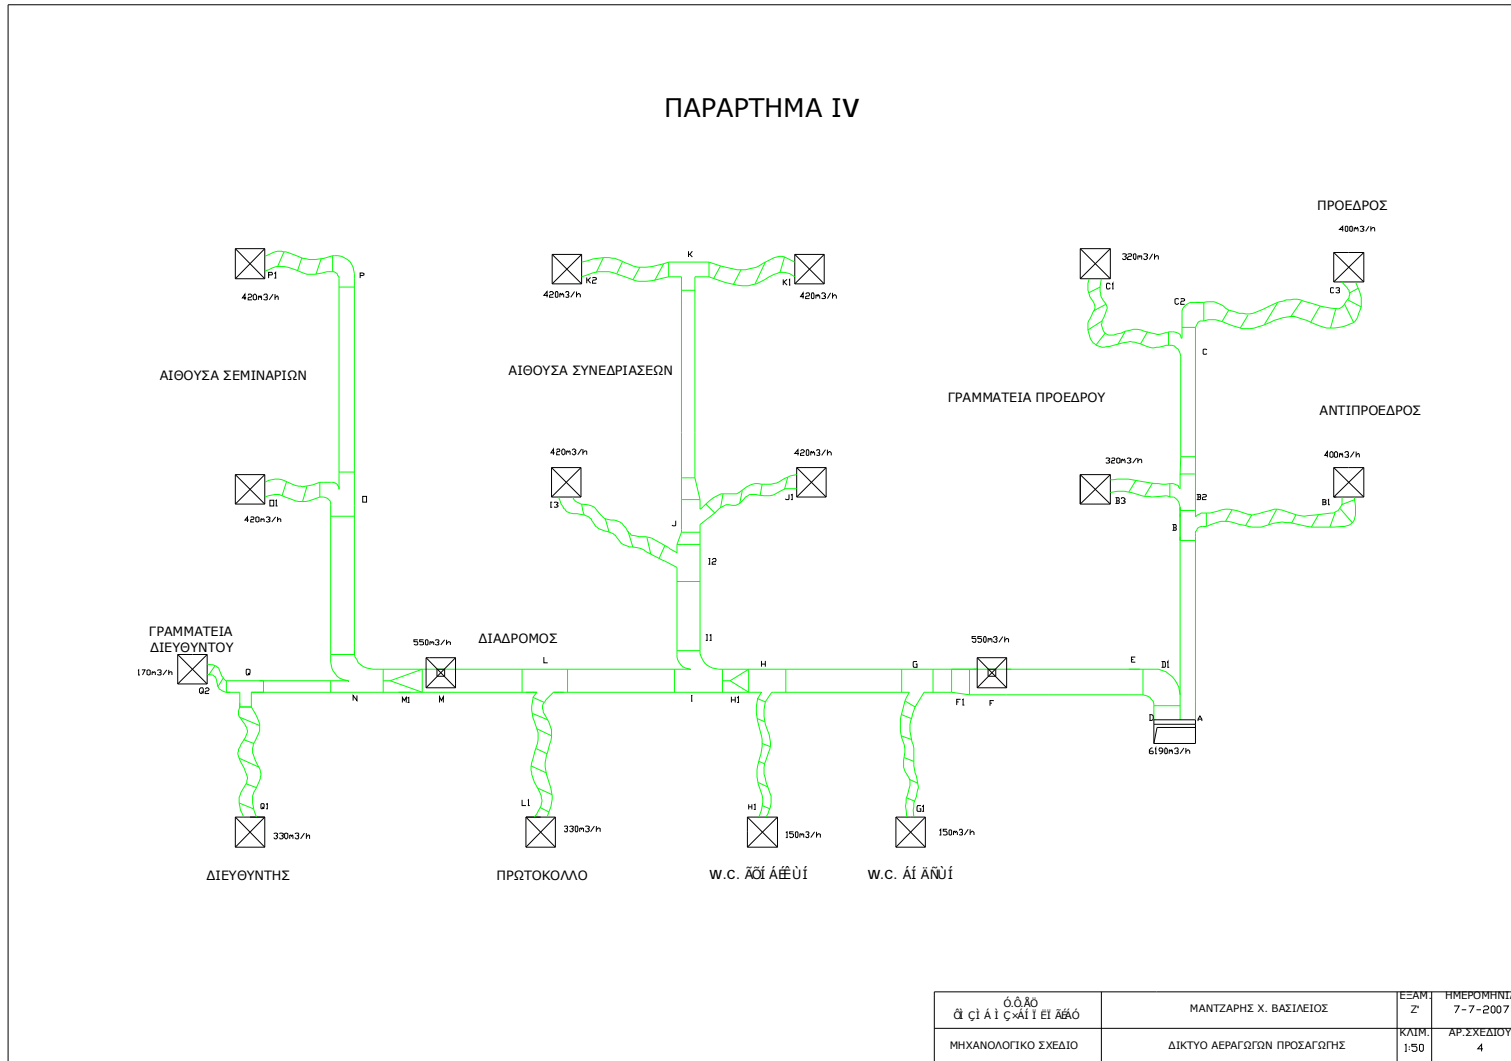 ΠΑΡΑΡΤΗΜΑ IV
ΠΡΟΕΔΡΟΣ
400m3/h
C3
320m3/h
C1
C2
C
K
K2
K1
420m3/h
420m3/h
P1
P
420m3/h
ΑΙΘΟΥΣΑ ΣΕΜΙΝΑΡΙΩΝ
ΑΙΘΟΥΣΑ ΣΥΝΕΔΡΙΑΣΕΩΝ
ΓΡΑΜΜΑΤΕΙΑ ΠΡΟΕΔΡΟΥ
ΑΝΤΙΠΡΟΕΔΡΟΣ
420m3/h
420m3/h
320m3/h
400m3/h
O1
O
420m3/h
I3
J1
J
I2
B3
B2
B1
B
ΓΡΑΜΜΑΤΕΙΑ
ΔΙΕΥΘΥΝΤΟΥ
170m3/h
Q2
Q
550m3/h
ΔΙΑΔΡΟΜΟΣ
I1
550m3/h
L
H
G
E
D1
N
M1
M
I
H1
F1
F
D
A
6190m3/h
Q1
330m3/h
L1
330m3/h
H1
150m3/h
G1
150m3/h
ΔΙΕΥΘΥΝΤΗΣ
ΠΡΩΤΟΚΟΛΛΟ
W.C.
W.C.
ΜΑΝΤΖΑΡΗΣ Χ. ΒΑΣΙΛΕΙΟΣ
ΕΞΑΜ.
Ζ'
ΗΜΕΡΟΜΗΝΙΑ
7-7-2007
ΜΗΧΑΝΟΛΟΓΙΚΟ ΣΧΕΔΙΟ
ΔΙΚΤΥΟ ΑΕΡΑΓΩΓΩΝ ΠΡΟΣΑΓΩΓΗΣ
ΚΛΙΜ.
1:50
ΑΡ.ΣΧΕΔΙΟΥ
4